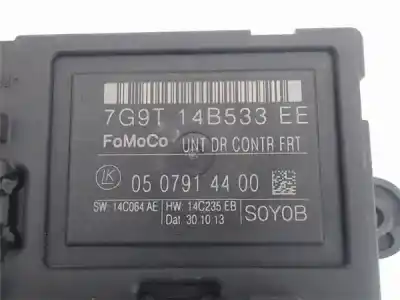 7G9T 14B533 EE
FoMoCo UNT DR CONTR FRT
LK 05 0791 44 00
SW: 14C064 AE HW: 14C235 EB
Dat 30.10.13 S0Y0B